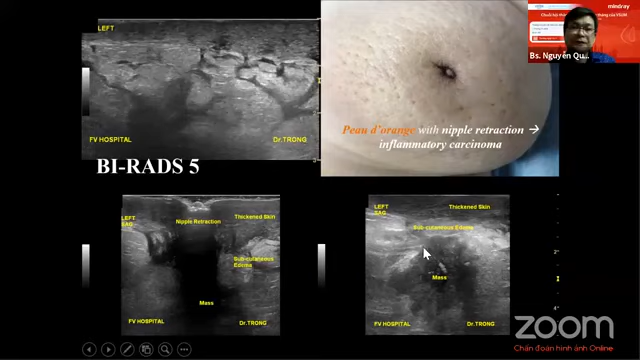 LEFT
FV HOSPITAL
Dr.TRONG
BI-RADS 5
Peau d'orange with nipple retraction →
inflammatory carcinoma
mindray
Bs. Nguyễn Qu...
LEFT
SAG
Nipple Retraction
Thickened Skin
Sub-cutaneous
Edema
Mass
FV HOSPITAL
Dr.TRONG
LEFT
SAG
Thickened Skin
Sub-cutaneous Edema
Mass
FV HOSPITAL
Dr.TRONG
zoom
Chẩn đoán hình ảnh Online